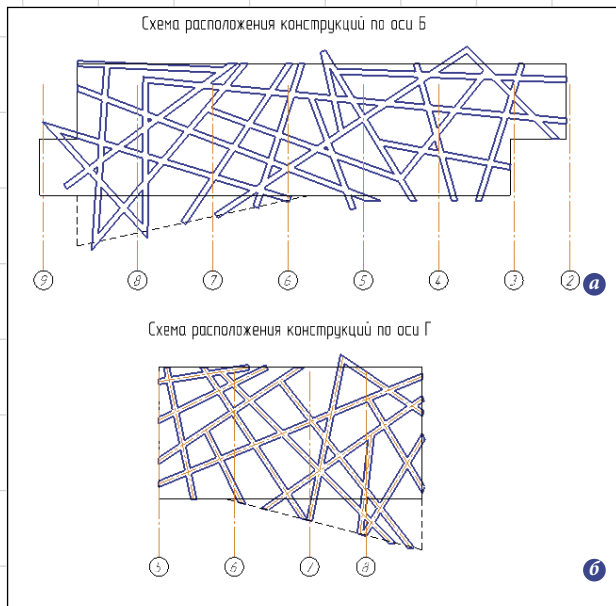 Схема расположения конструкций по оси Б
9 8 7 6 5 4 3 2
а
Схема расположения конструкций по оси Г
5 6 7 8
б